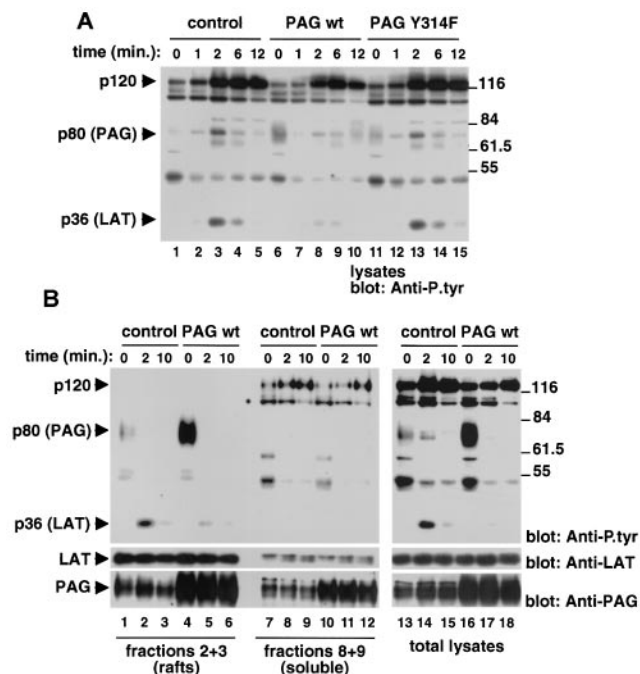 A
control PAG wt PAG Y314F
time (min.): 0 1 2 6 12 0 1 2 6 12 0 1 2 6 12
p120
116
84
p80 (PAG)
61.5
55
p36 (LAT)
1 2 3 4 5 6 7 8 9 10 11 12 13 14 15
lysates
blot: Anti-P.tyr
B
control PAG wt control PAG wt control PAG wt
time (min.): 0 2 10 0 2 10 0 2 10 0 2 10 0 2 10 0 2 10
p120
116
84
p80 (PAG)
61.5
55
p36 (LAT)
blot: Anti-P.tyr
LAT blot: Anti-LAT
PAG blot: Anti-PAG
1 2 3 4 5 6 7 8 9 10 11 12 13 14 15 16 17 18
fractions 2+3 fractions 8+9 total lysates
(rafts) (soluble)